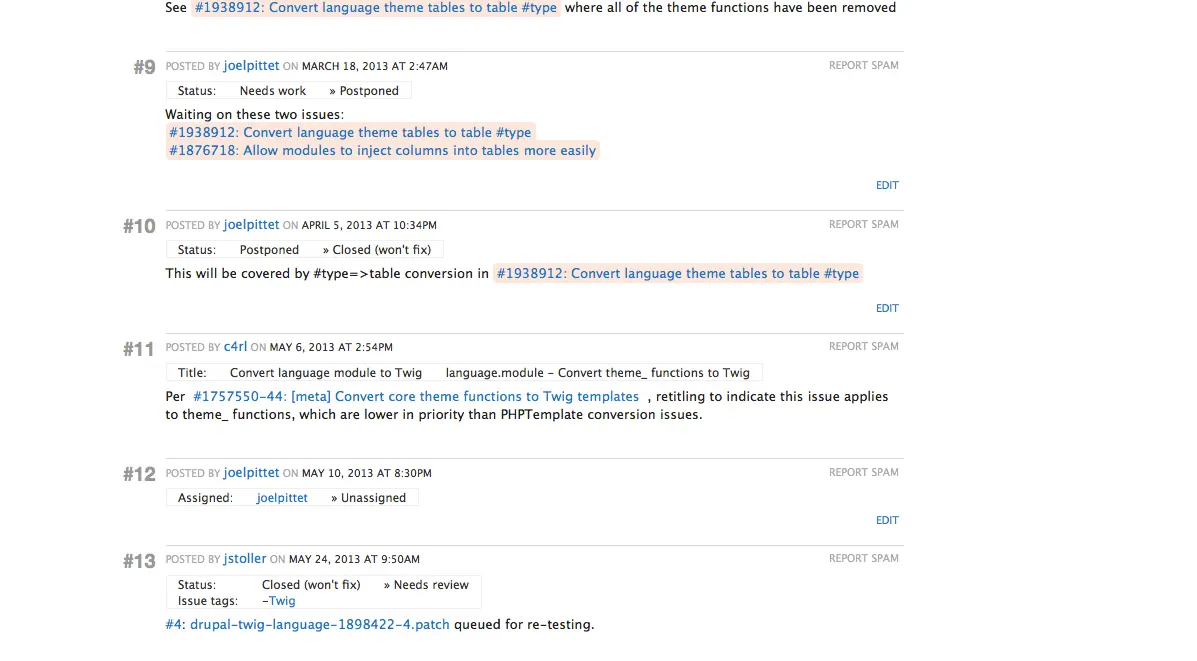 See #1938912: Convert language theme tables to table #type where all of the theme functions have been removed
#9 POSTED BY joelpittet ON MARCH 18, 2013 AT 2:47AM REPORT SPAM
Status: Needs work » Postponed
Waiting on these two issues:
#1938912: Convert language theme tables to table #type
#1876718: Allow modules to inject columns into tables more easily
EDIT
#10 POSTED BY joelpittet ON APRIL 5, 2013 AT 10:34PM REPORT SPAM
Status: Postponed » Closed (won't fix)
This will be covered by #type=>table conversion in #1938912: Convert language theme tables to table #type
EDIT
#11 POSTED BY c4rl ON MAY 6, 2013 AT 2:54PM REPORT SPAM
Title: Convert language module to Twig language.module - Convert theme_ functions to Twig
Per #1757550-44: [meta] Convert core theme functions to Twig templates , retitling to indicate this issue applies
to theme_ functions, which are lower in priority than PHPTemplate conversion issues.
#12 POSTED BY joelpittet ON MAY 10, 2013 AT 8:30PM REPORT SPAM
Assigned: joelpittet » Unassigned
EDIT
#13 POSTED BY jstoller ON MAY 24, 2013 AT 9:50AM REPORT SPAM
Status: Closed (won't fix) » Needs review
Issue tags: -Twig
#4: drupal-twig-language-1898422-4.patch queued for re-testing.